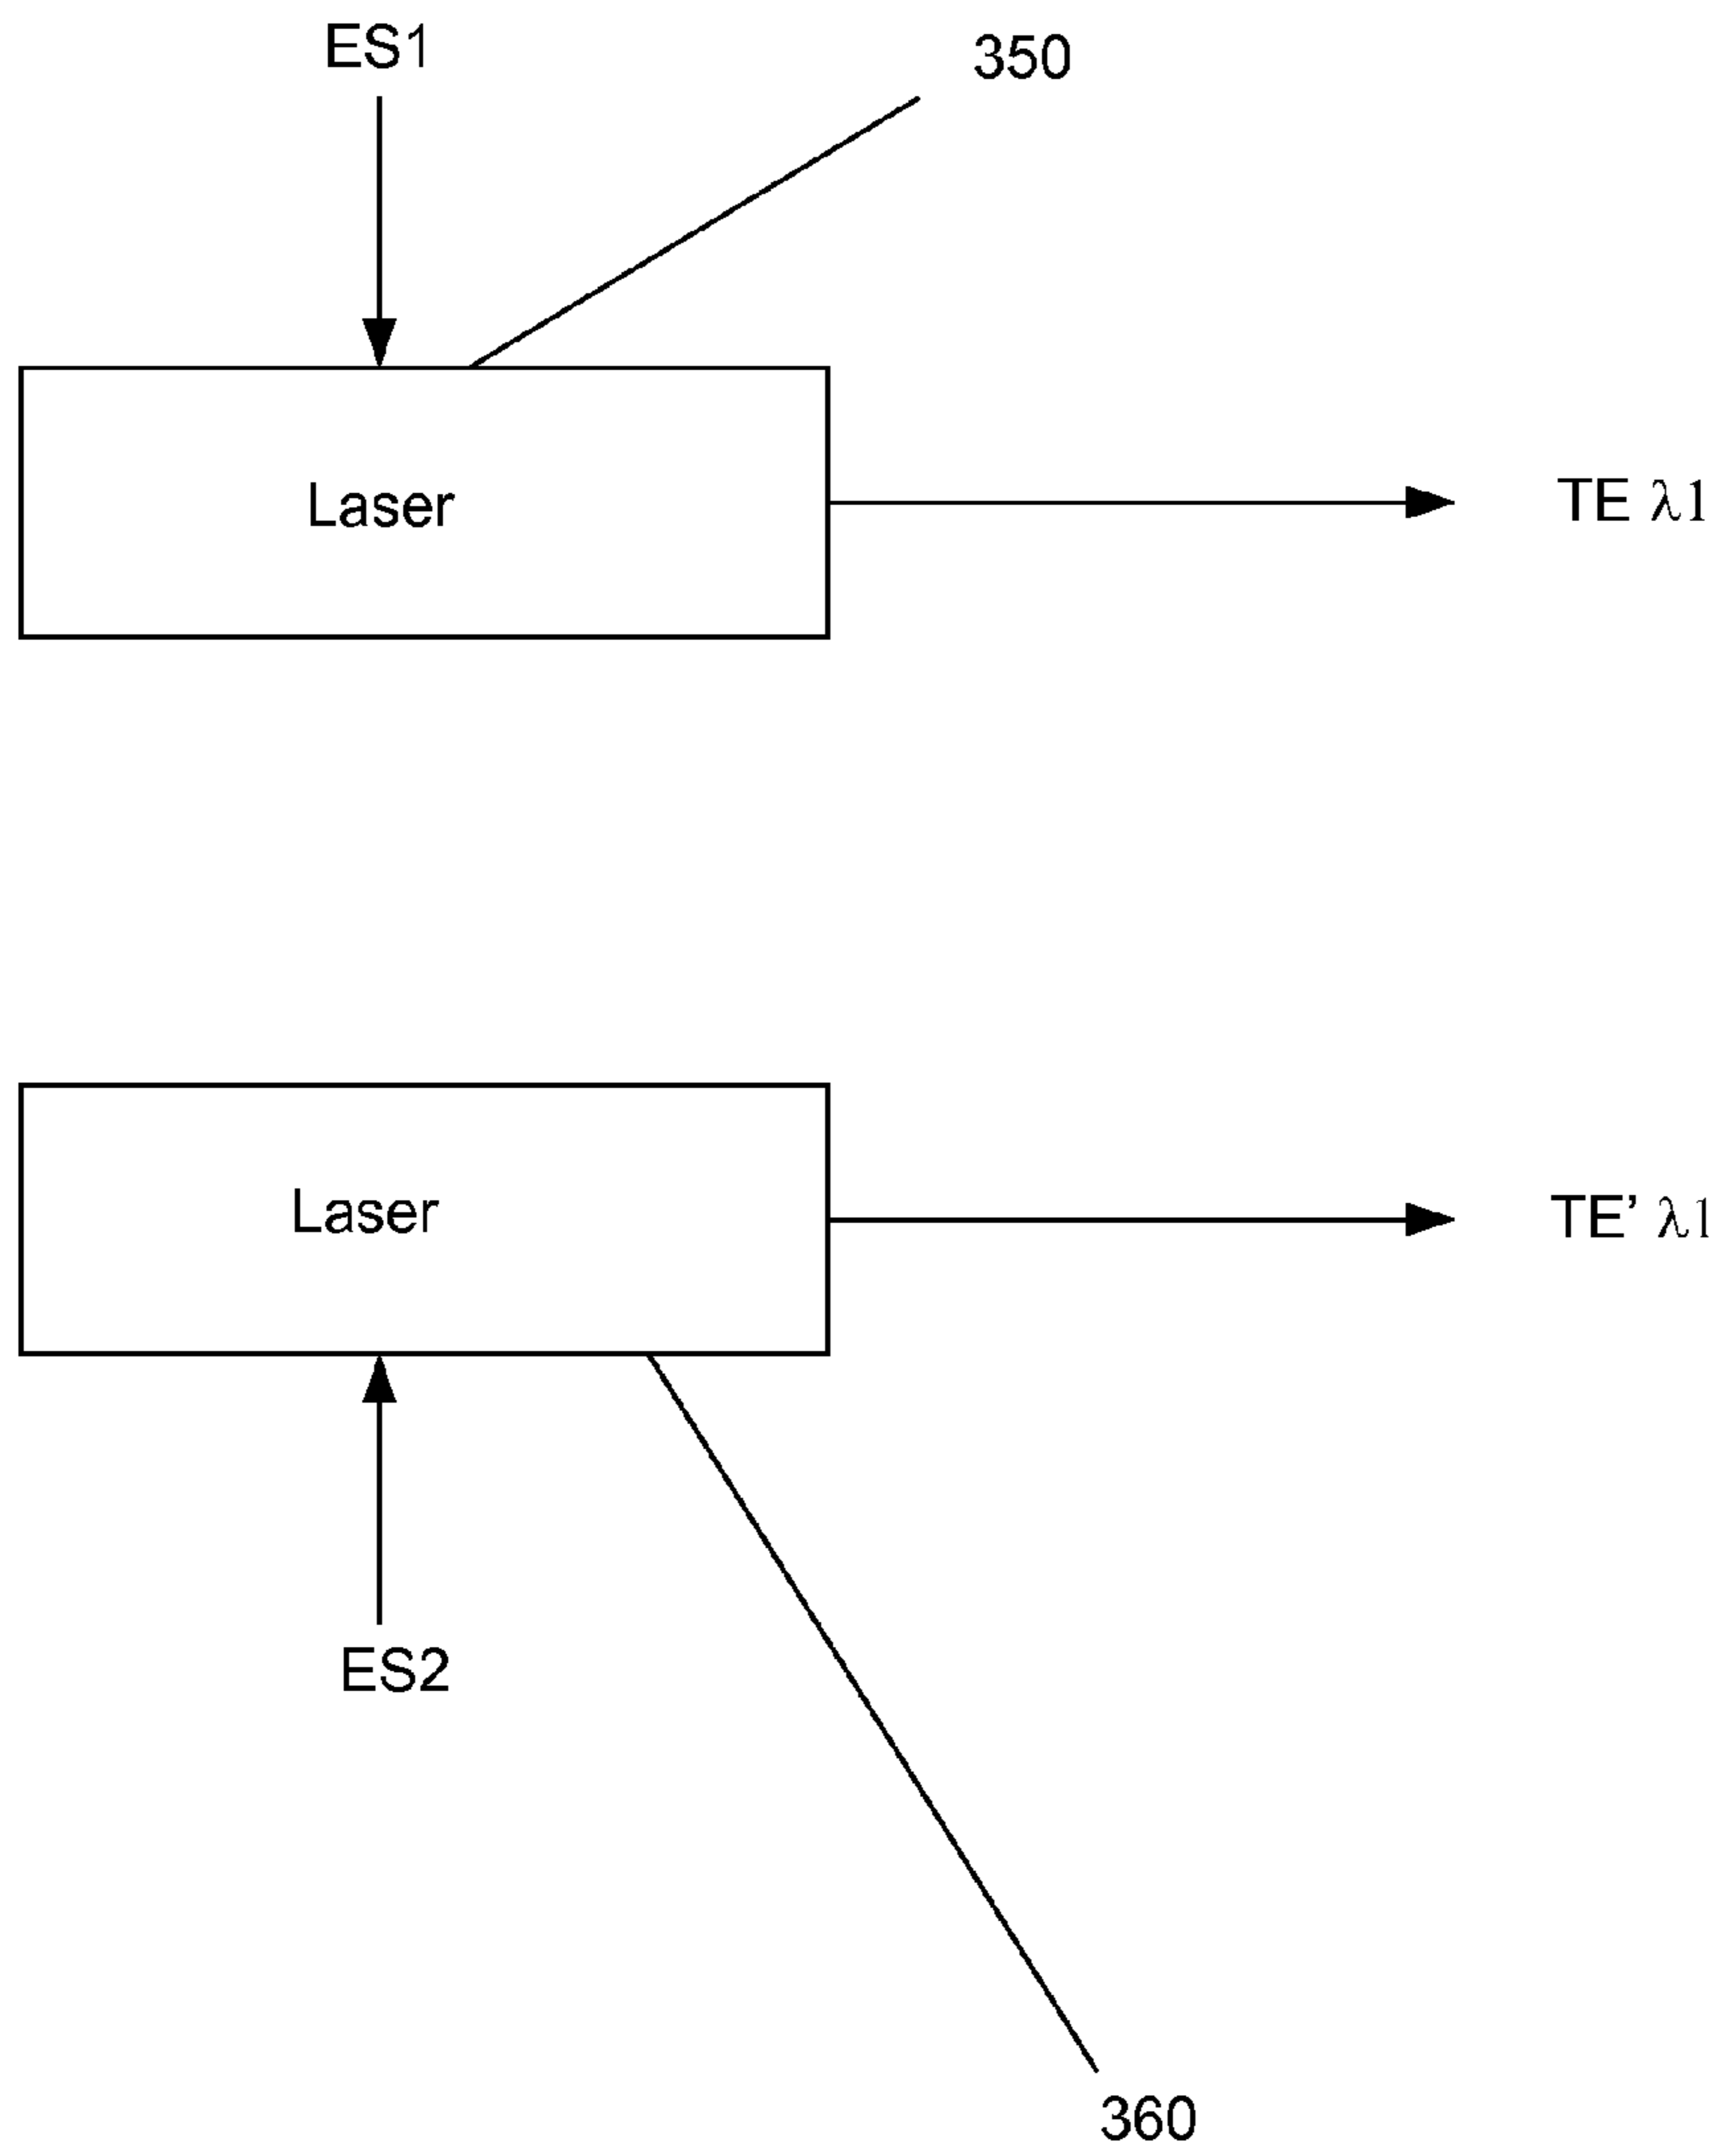 ES1
350
Laser
TE λ1
Laser
TE’ λ1
ES2
360